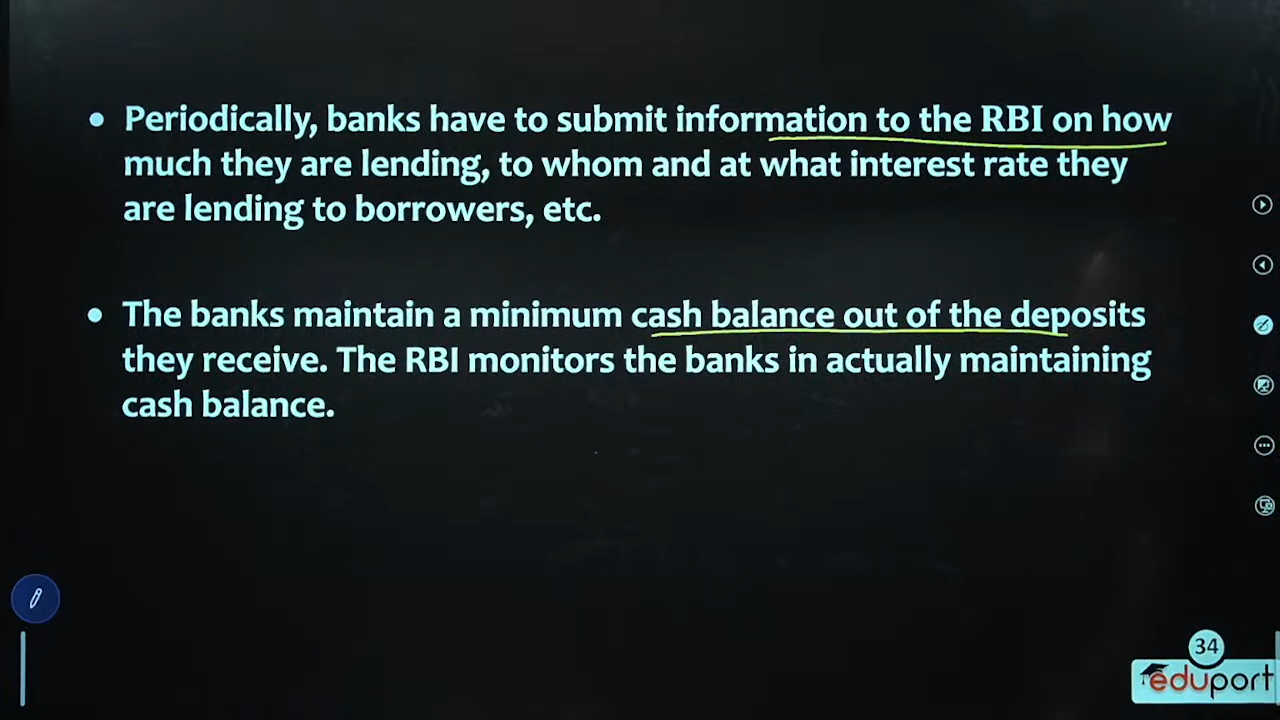 • Periodically, banks have to submit information to the RBI on how
much they are lending, to whom and at what interest rate they
are lending to borrowers, etc.
• The banks maintain a minimum cash balance out of the deposits
they receive. The RBI monitors the banks in actually maintaining
cash balance.
34
eduport